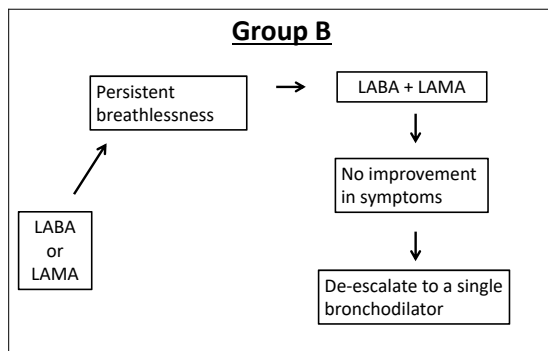 Group B
Persistent
breathlessness
LABA + LAMA
No improvement
in symptoms
LABA
or
LAMA
De-escalate to a single
bronchodilator